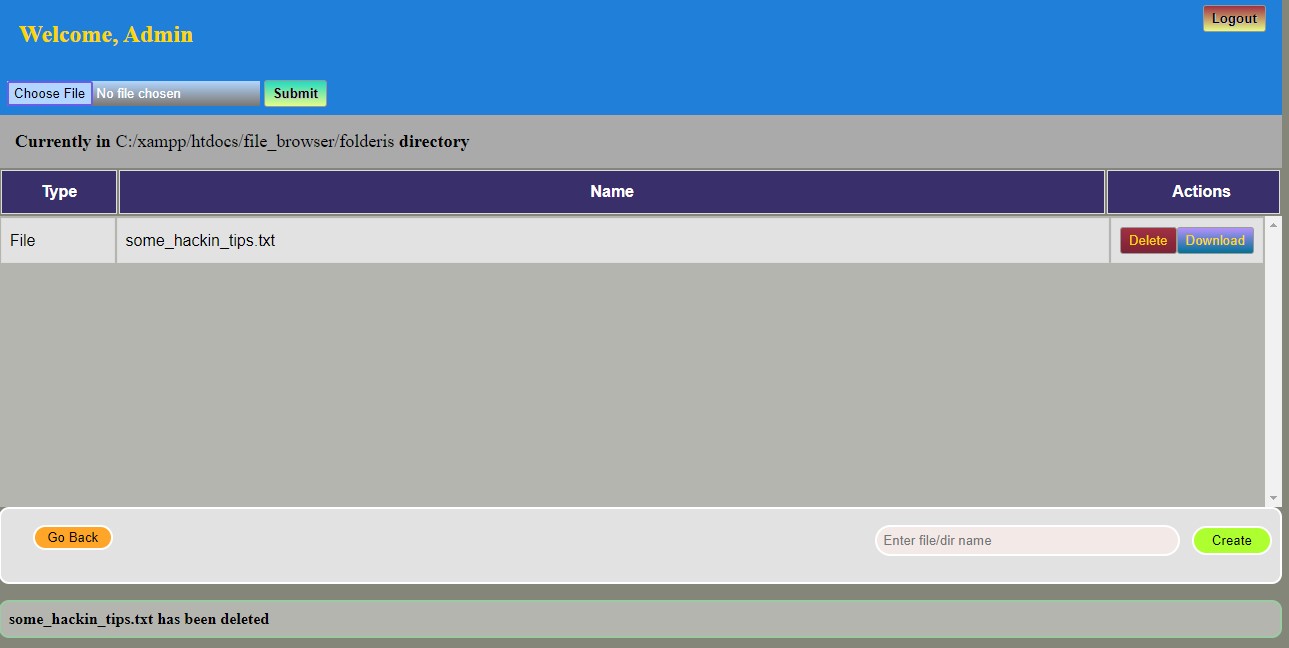 Welcome, Admin
Logout
Choose File No file chosen Submit
Currently in C:/xampp/htdocs/file_browser/folderis directory
Type Name Actions
File some_hackin_tips.txt Delete Download
Go Back Enter file/dir name Create
some_hackin_tips.txt has been deleted